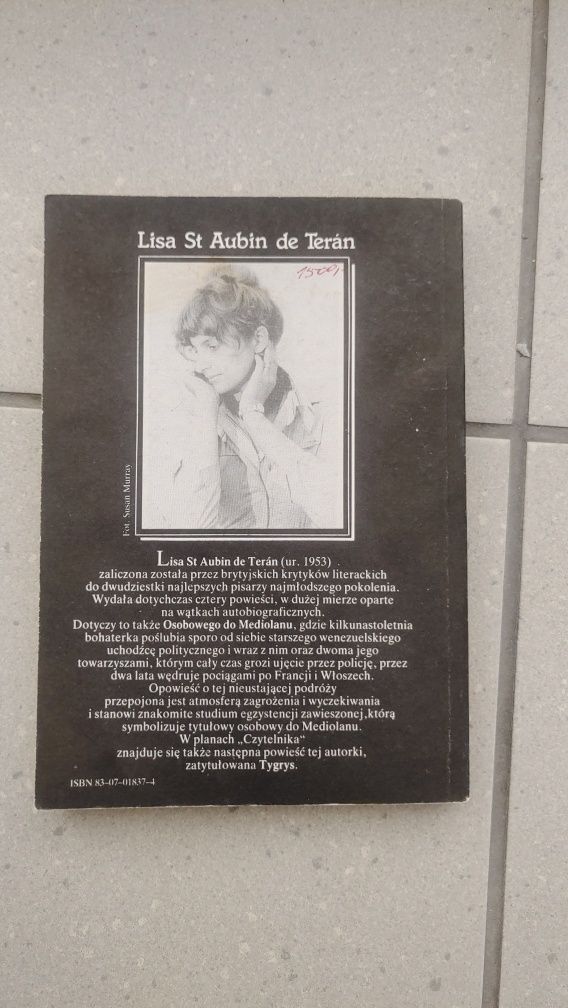 Lisa St Aubin de Terán
1500,-
Fot. Susan Murray
Lisa St Aubin de Terán (ur. 1953)
zaliczona została przez brytyjskich krytyków literackich
do dwudziestki najlepszych pisarzy najmłodszego pokolenia.
Wydała dotychczas cztery powieści, w dużej mierze oparte
na wątkach autobiograficznych.
Dotyczy to także Osobowego do Mediolanu, gdzie kilkunastoletnia
bohaterka poślubia sporo od siebie starszego wenezuelskiego
uchodźcę politycznego i wraz z nim oraz dwoma jego
towarzyszami, którym cały czas grozi ujęcie przez policję, przez
dwa lata wędruje pociągami po Francji i Włoszech.
Opowieść o tej nieustającej podróży
przepojona jest atmosferą zagrożenia i wyczekiwania
i stanowi znakomite studium egzystencji zawieszonej,którą
symbolizuje tytułowy osobowy do Mediolanu.
W planach „Czytelnika"
znajduje się także następna powieść tej autorki,
zatytułowana Tygrys.
ISBN 83-07-01837-4